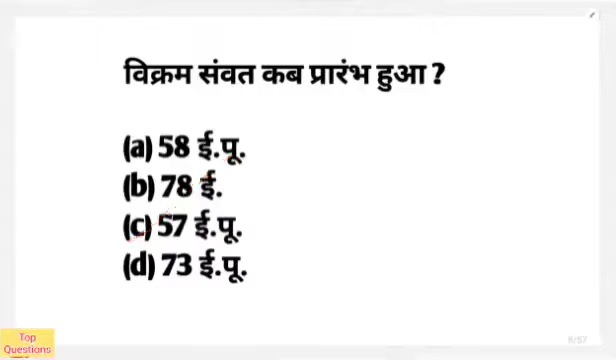 विक्रम संवत कब प्रारंभ हुआ ?
(a) 58 ई.पू.
(b) 78 ई.
(c) 57 ई.पू.
(d) 73 ई.पू.
Top
Questions